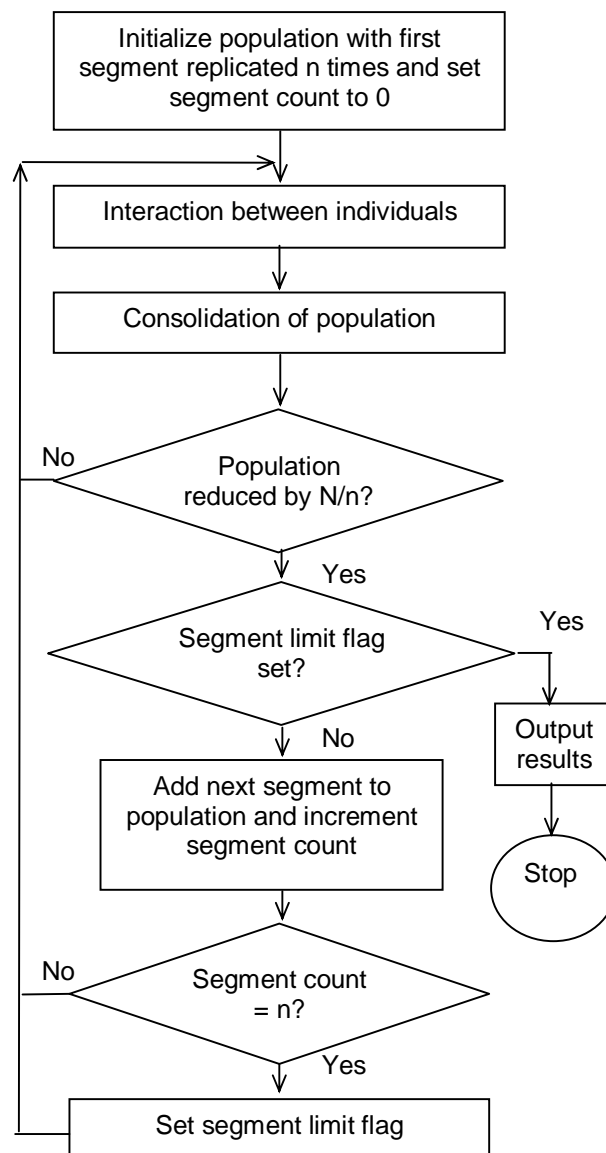 Initialize population with first
segment replicated n times and set
segment count to 0
Interaction between individuals
Consolidation of population
No
Population
reduced by N/n?
Yes
Yes
Segment limit flag
set?
No
Output
results
Add next segment to
population and increment
segment count
Stop
No
Segment count
= n?
Yes
Set segment limit flag